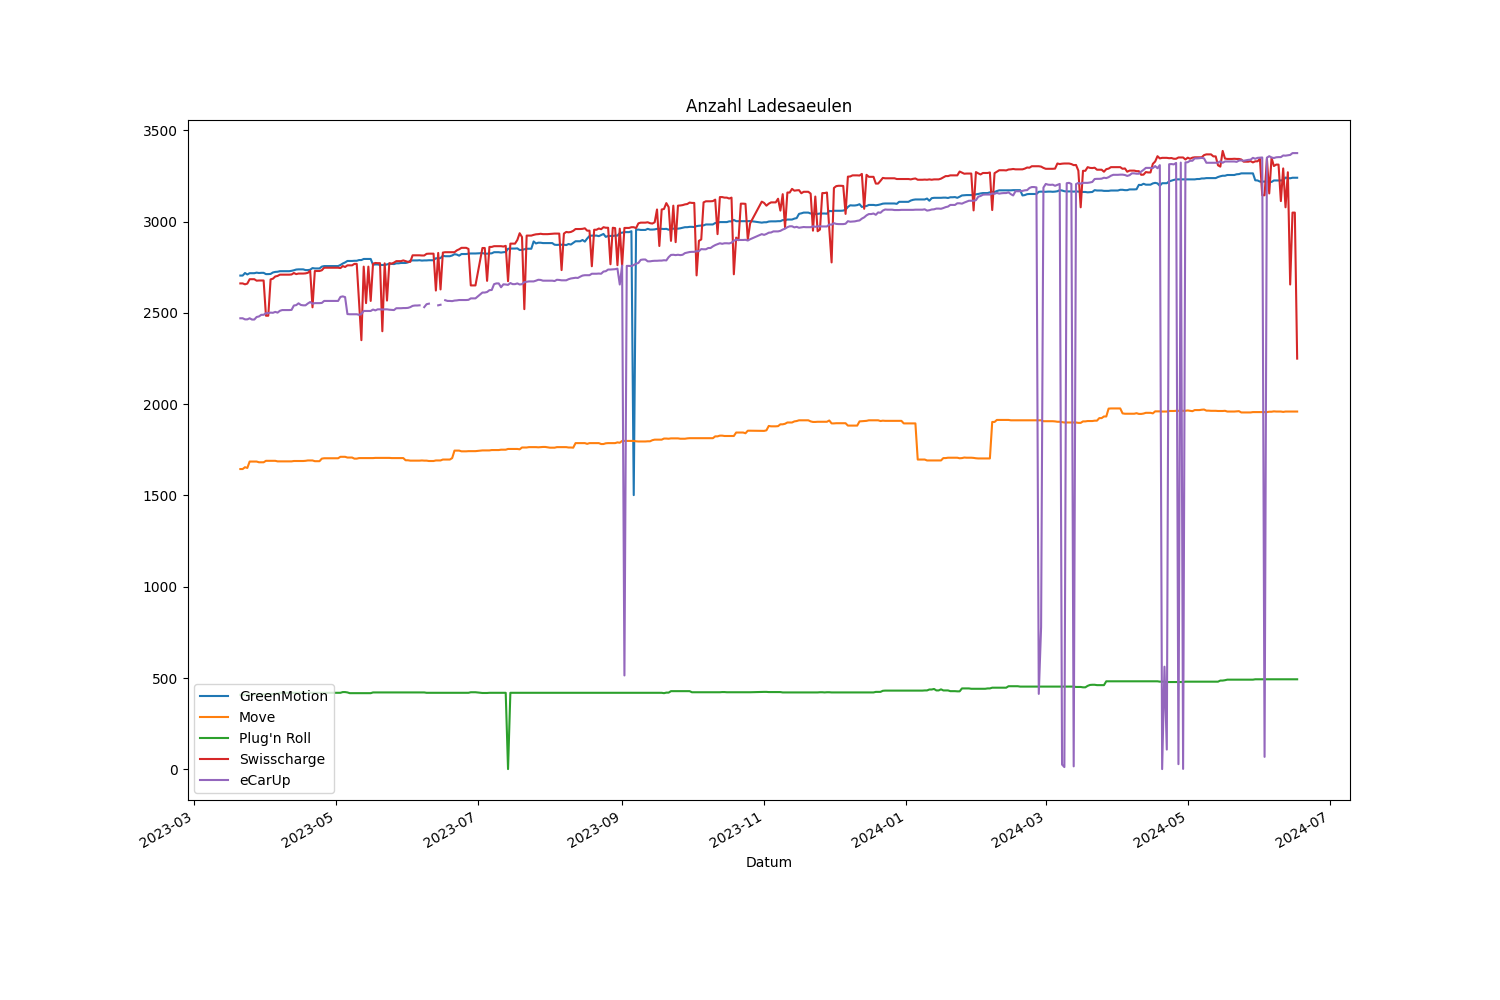 Anzahl Ladesaeulen
3500
3000
2500
2000
1500
1000
500
0
GreenMotion
Move
Plug'n Roll
Swisscharge
eCarUp
2023-03
2023-05
2023-07
2023-09
2023-11
2024-01
2024-03
2024-05
2024-07
Datum